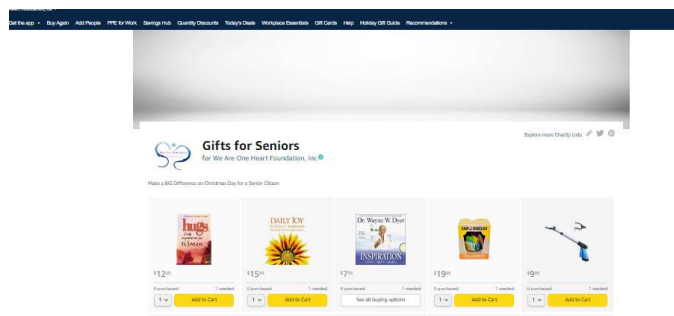 Get the app Buy Again Add People PPE for Work Savings Hub Quantity Discounts Today's Deals Workplace Essentials Gift Cards Help Holiday Gift Guide Recommendations
Explore more Charity Lists
Gifts for Seniors
for We Are One Heart Foundation, Inc
Make a BIG Difference on Christmas Day for a Senior Citizen
hugs
Women
DAILY JOY
Dr. Wayne W. Dyer
INSPIRATION
$12 $15 $7 $19 $9
0 purchased 1 needed 0 purchased 1 needed 0 purchased 1 needed 0 purchased 1 needed 0 purchased 1 needed
1 Add to Cart 1 Add to Cart See all buying options 1 Add to Cart 1 Add to Cart